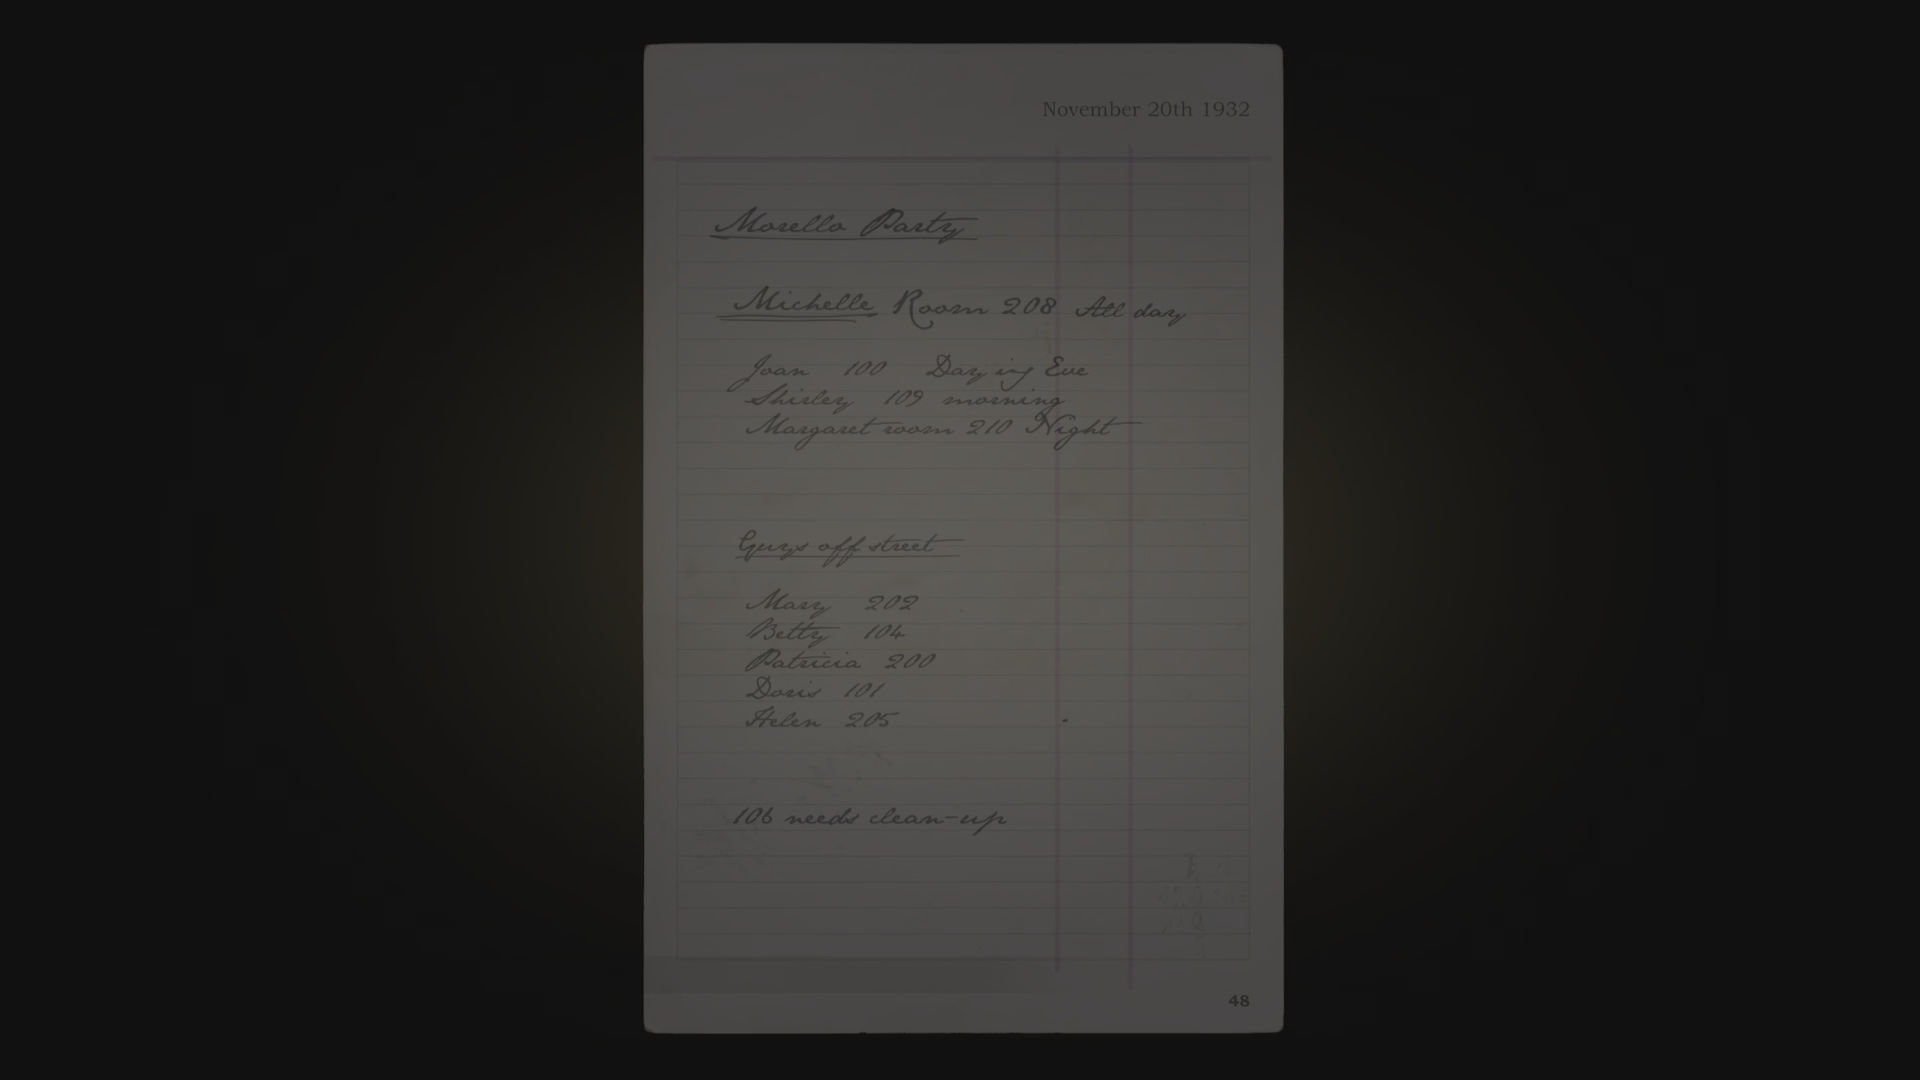 November 20th 1932
Morello Party
Michelle Room 208 All day
Joan 100 Day Eve
Shirley 109 morning
Margaret room 210 Night
Guys off street
Mary 202
Betty 104
Patricia 200
Doris 101
Helen 205
106 needs clean-up
48